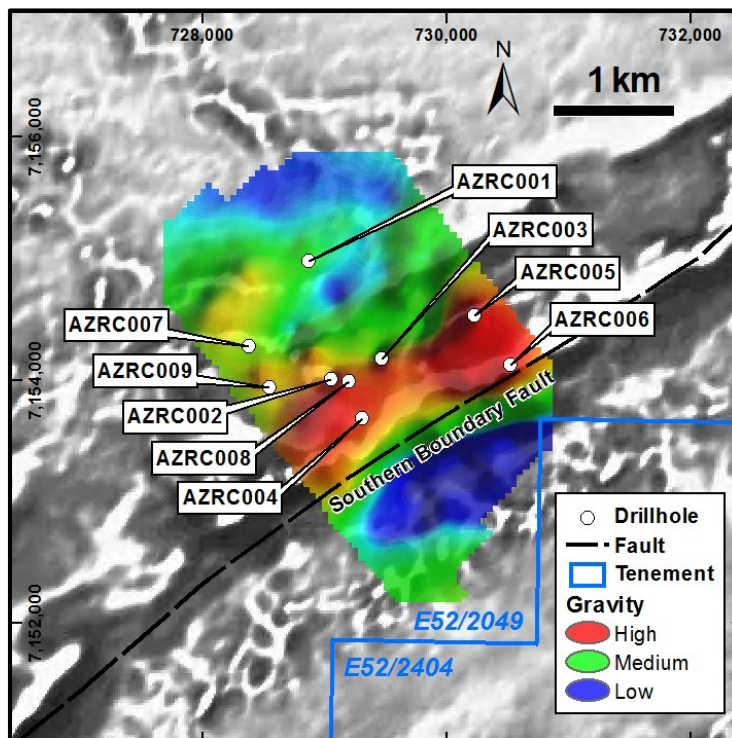 728,000
730,000
732,000
N
1 km
7,156,000
7,154,000
7,152,000
AZRC001
AZRC003
AZRC005
AZRC006
AZRC007
AZRC009
AZRC002
AZRC008
AZRC004
Southern Boundary Fault
E52/2049
E52/2404
Drillhole
Fault
Tenement
Gravity
High
Medium
Low